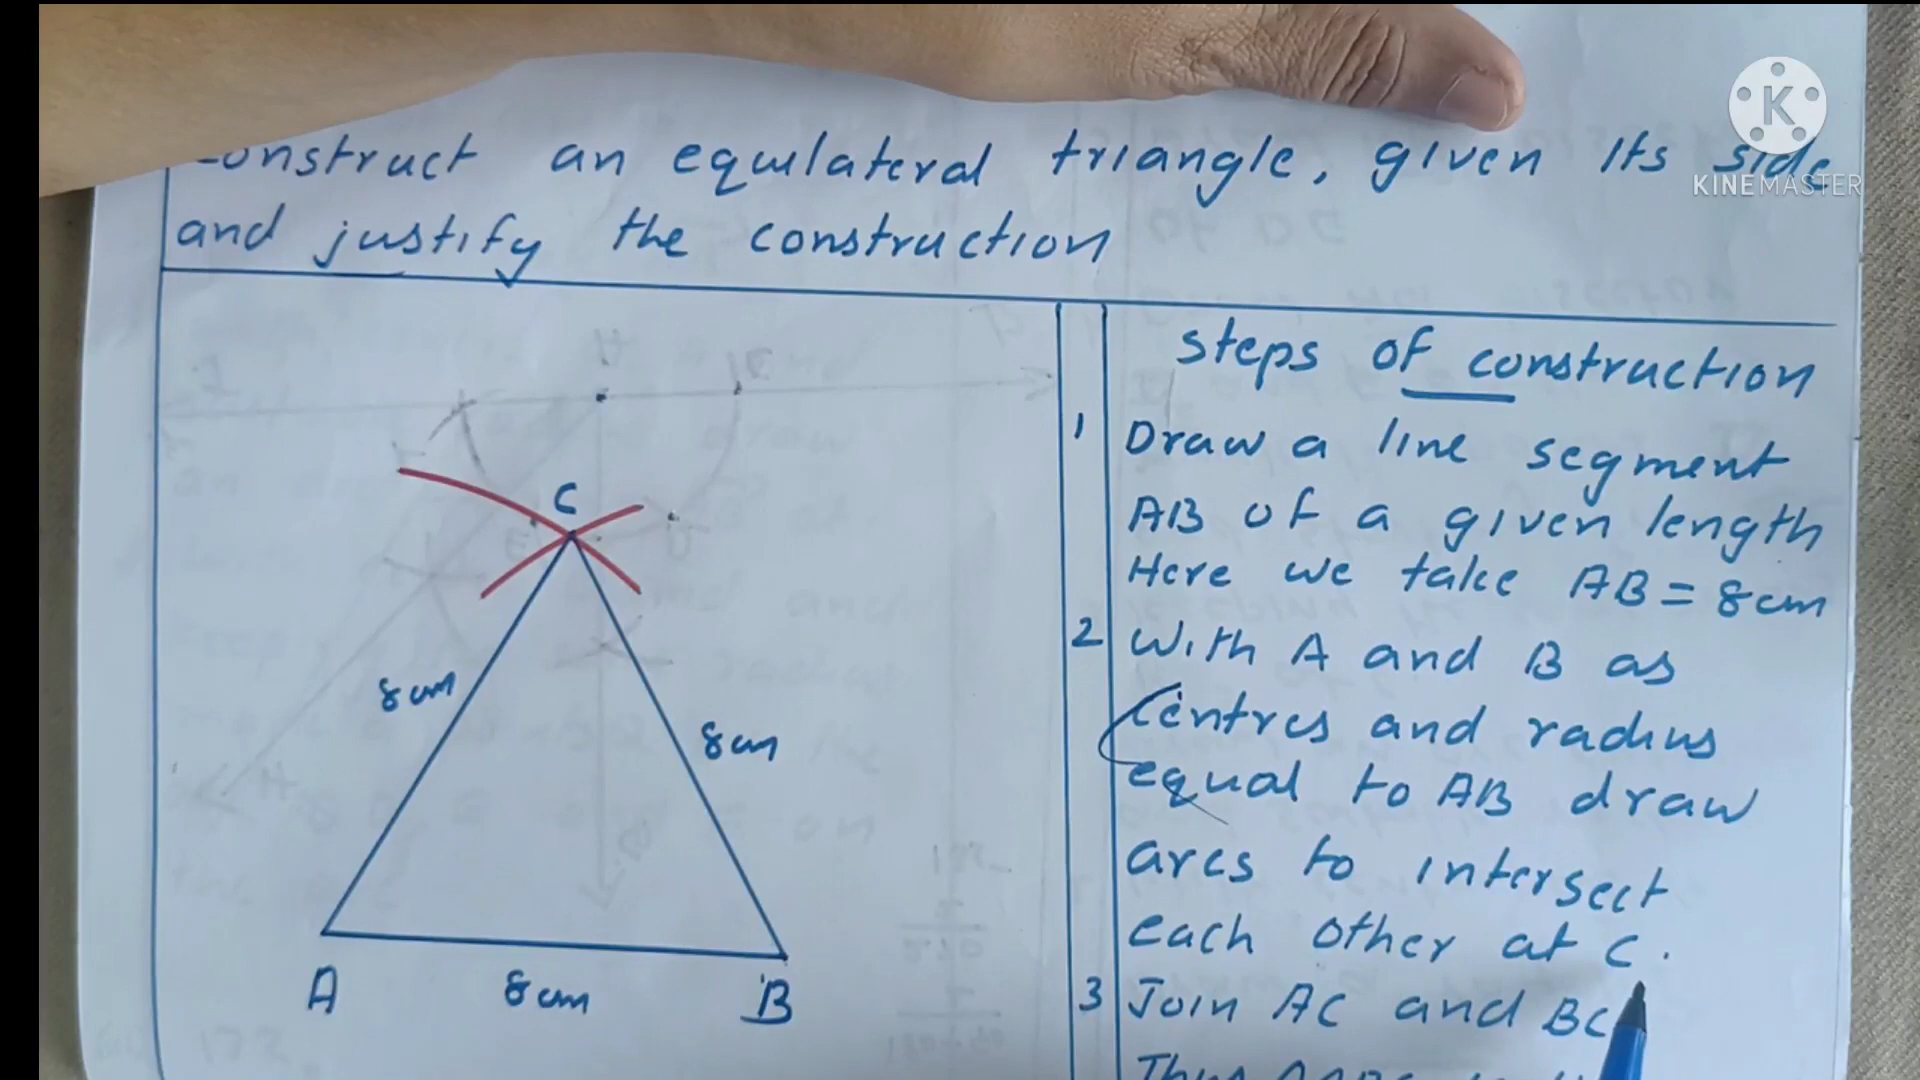 construct an equilateral triangle, given its side
and justify the construction
K
KINEMASTER
steps of construction
1 Draw a line segment
AB of a given length
Here we take AB = 8cm
2 With A and B as
centres and radius
equal to AB draw
arcs to intersect
each other at C.
3 Join AC and BC
C
8cm
8cm
A 8cm B